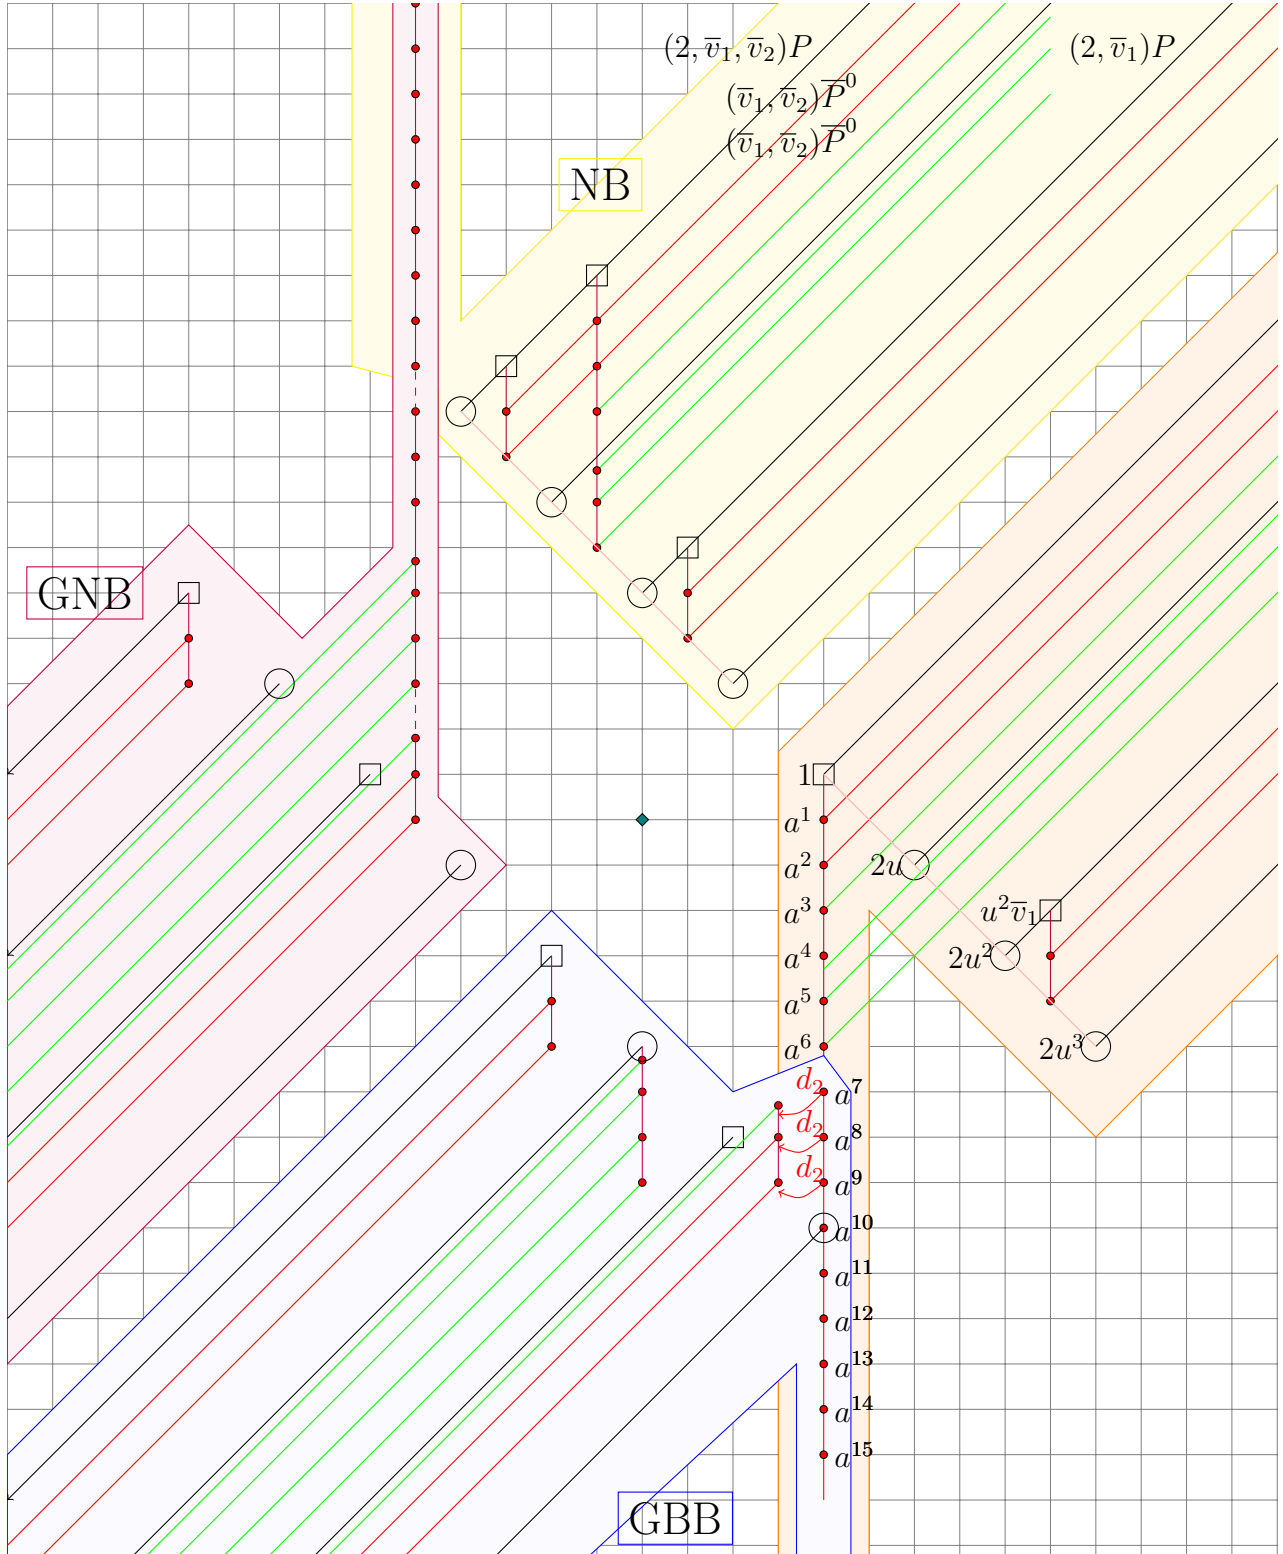 (2, v̅₁, v̅₂)P (2, v̅₁)P
(v̅₁, v̅₂)P̅⁰
(v̅₁, v̅₂)P̅⁰
NB
GNB
1
a¹
a² 2u
a³ u²v̅₁
a⁴ 2u²
a⁵
a⁶ 2u³
d₂ a⁷
d₂ a⁸
d₂ a⁹
a¹⁰
a¹¹
a¹²
a¹³
a¹⁴
a¹⁵
GBB